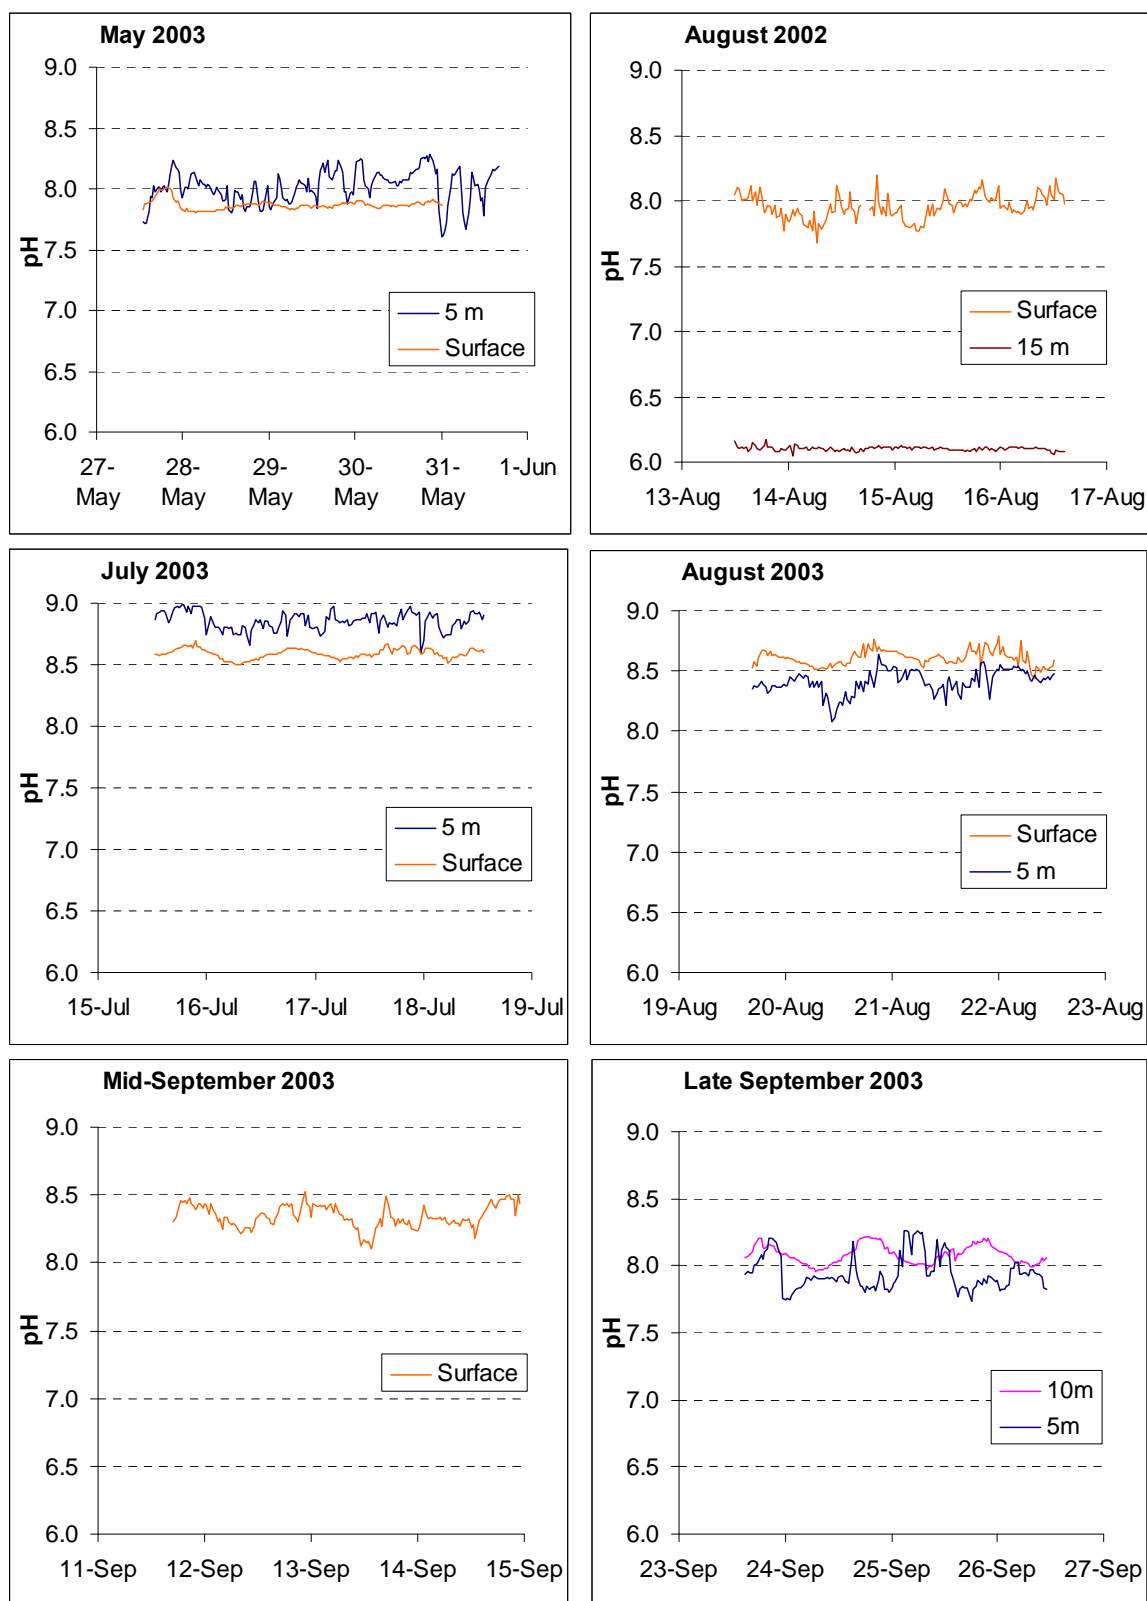 May 2003
9.0
8.5
8.0
7.5
7.0
6.5
6.0
pH
5 m
Surface
27-May
28-May
29-May
30-May
31-May
1-Jun
August 2002
9.0
8.5
8.0
7.5
7.0
6.5
6.0
pH
Surface
15 m
13-Aug 14-Aug 15-Aug 16-Aug 17-Aug
July 2003
9.0
8.5
8.0
7.5
7.0
6.5
6.0
pH
5 m
Surface
15-Jul 16-Jul 17-Jul 18-Jul 19-Jul
August 2003
9.0
8.5
8.0
7.5
7.0
6.5
6.0
pH
Surface
5 m
19-Aug 20-Aug 21-Aug 22-Aug 23-Aug
Mid-September 2003
9.0
8.5
8.0
7.5
7.0
6.5
6.0
pH
Surface
11-Sep 12-Sep 13-Sep 14-Sep 15-Sep
Late September 2003
9.0
8.5
8.0
7.5
7.0
6.5
6.0
pH
10m
5m
23-Sep 24-Sep 25-Sep 26-Sep 27-Sep